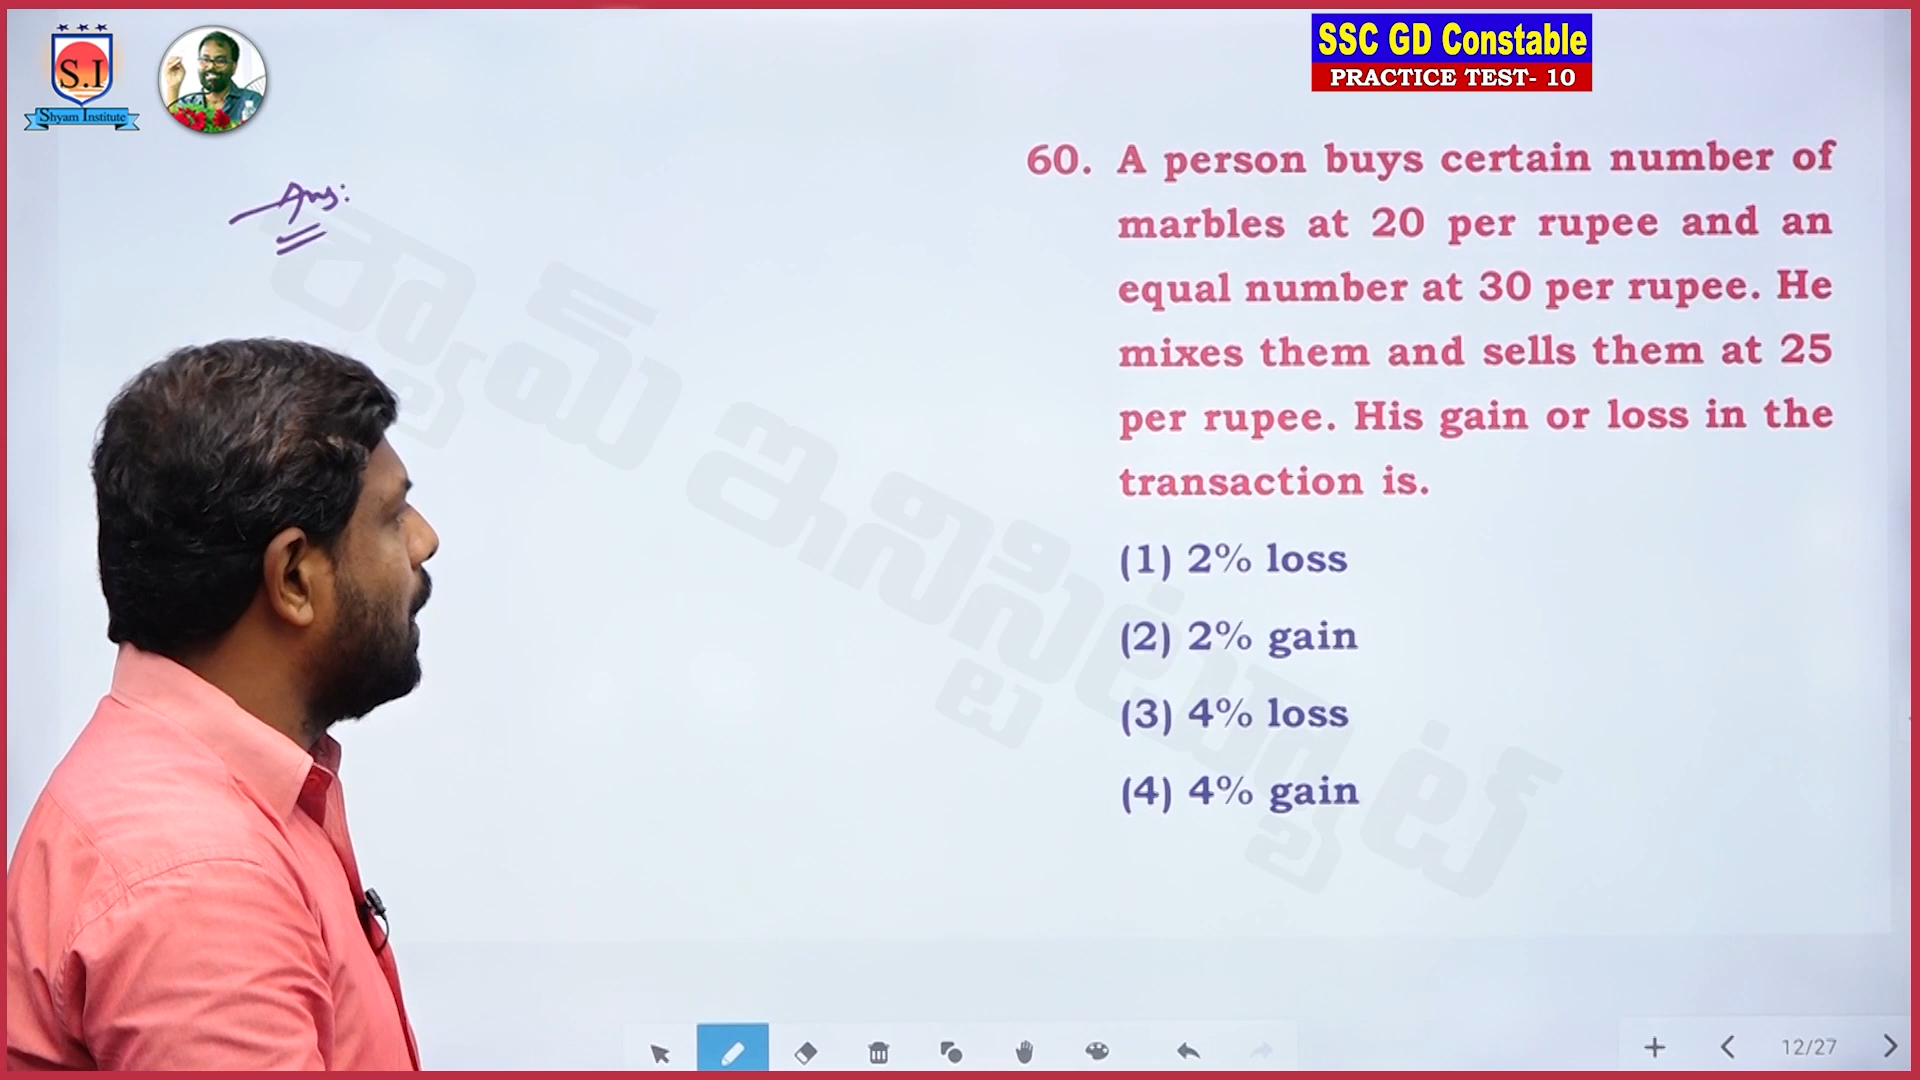 S.I
Shyam Institute
SSC GD Constable
PRACTICE TEST- 10
Ans:
60. A person buys certain number of
marbles at 20 per rupee and an
equal number at 30 per rupee. He
mixes them and sells them at 25
per rupee. His gain or loss in the
transaction is.
(1) 2% loss
(2) 2% gain
(3) 4% loss
(4) 4% gain
శ్యామ్ ఇన్‌స్టిట్యూట్
12/27